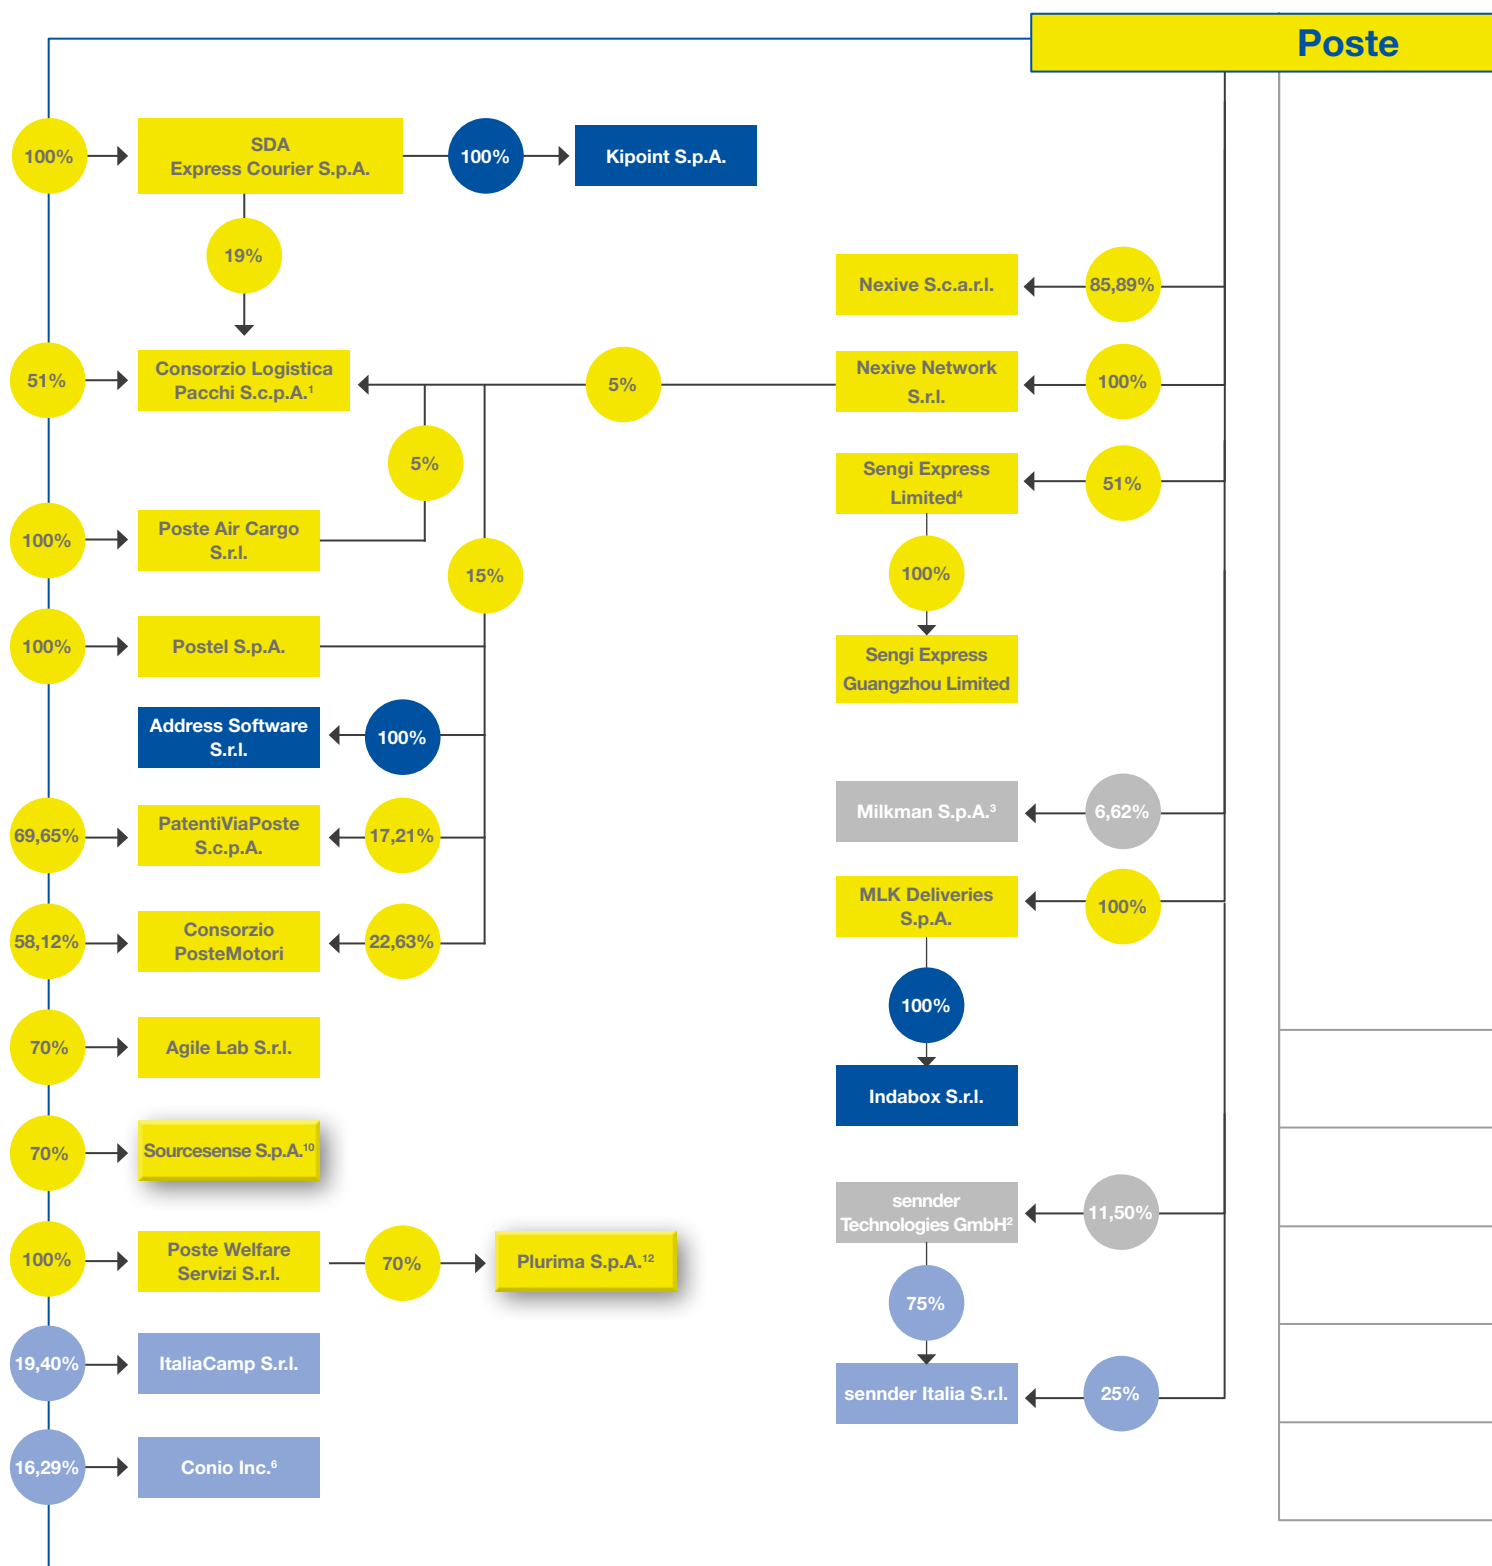 Poste
100%
SDA
Express Courier S.p.A.
100%
Kipoint S.p.A.
19%
Nexive S.c.a.r.l.
85,89%
51%
Consorzio Logistica
Pacchi S.c.p.A.¹
5%
Nexive Network
S.r.l.
100%
5%
Sengi Express
Limited⁴
51%
100%
Poste Air Cargo
S.r.l.
15%
100%
100%
Postel S.p.A.
Sengi Express
Guangzhou Limited
Address Software
S.r.l.
100%
Milkman S.p.A.³
6,62%
69,65%
PatentiViaPoste
S.c.p.A.
17,21%
MLK Deliveries
S.p.A.
100%
58,12%
Consorzio
PosteMotori
22,63%
100%
70%
Agile Lab S.r.l.
Indabox S.r.l.
70%
Sourcesense S.p.A.¹⁰
sennder
Technologies GmbH²
11,50%
100%
Poste Welfare
Servizi S.r.l.
70%
Plurima S.p.A.¹²
75%
19,40%
ItaliaCamp S.r.l.
sennder Italia S.r.l.
25%
16,29%
Conio Inc.⁶